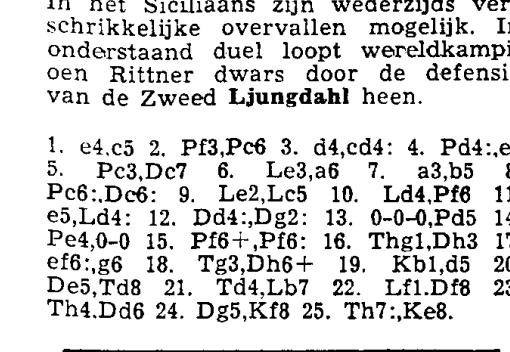 In het Siciliaans zijn wederzijds ver
schrikkelijke overvallen mogelijk. I
onderstaand duel loopt wereldkampi
oen Rittner dwars door de defensi
van de Zweed Ljungdahl heen.
1. e4,c5 2. Pf3,Pc6 3. d4,cd4: 4. Pd4:,e
5. Pc3,Dc7 6. Le3,a6 7. a3,b5 8
Pc6:,Dc6: 9. Le2,Lc5 10. Ld4,Pf6 11
e5,Ld4: 12. Dd4:,Dg2: 13. 0-0-0,Pd5 14
Pe4,0-0 15. Pf6+,Pf6: 16. Thg1,Dh3 17
ef6:,g6 18. Tg3,Dh6+ 19. Kb1,d5 20
De5,Td8 21. Td4,Lb7 22. Lf1.Df8 23
Th4.Dd6 24. Dg5,Kf8 25. Th7:,Ke8.